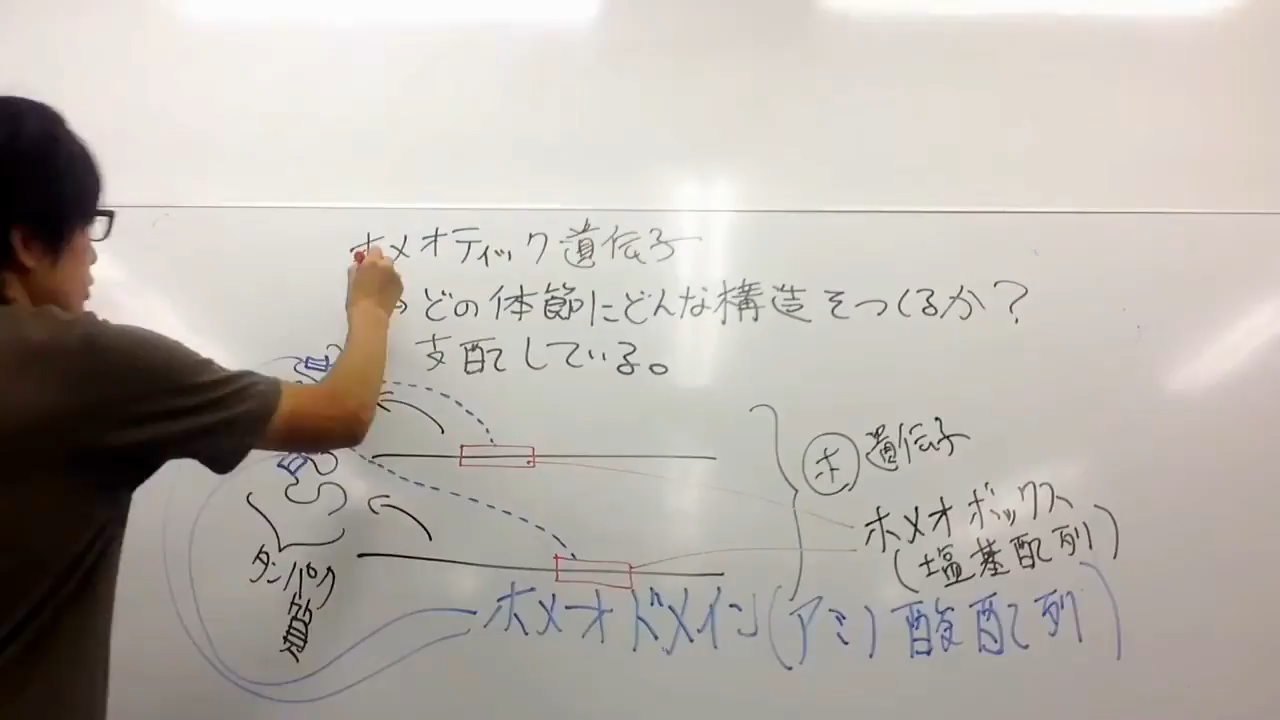 ホメオティック遺伝子
→どの体節にどんな構造をつくるか?
支配している。
ホ 遺伝子
ホメオボックス
(塩基配列)
タンパク
質
ホメオドメイン(アミノ酸配列)